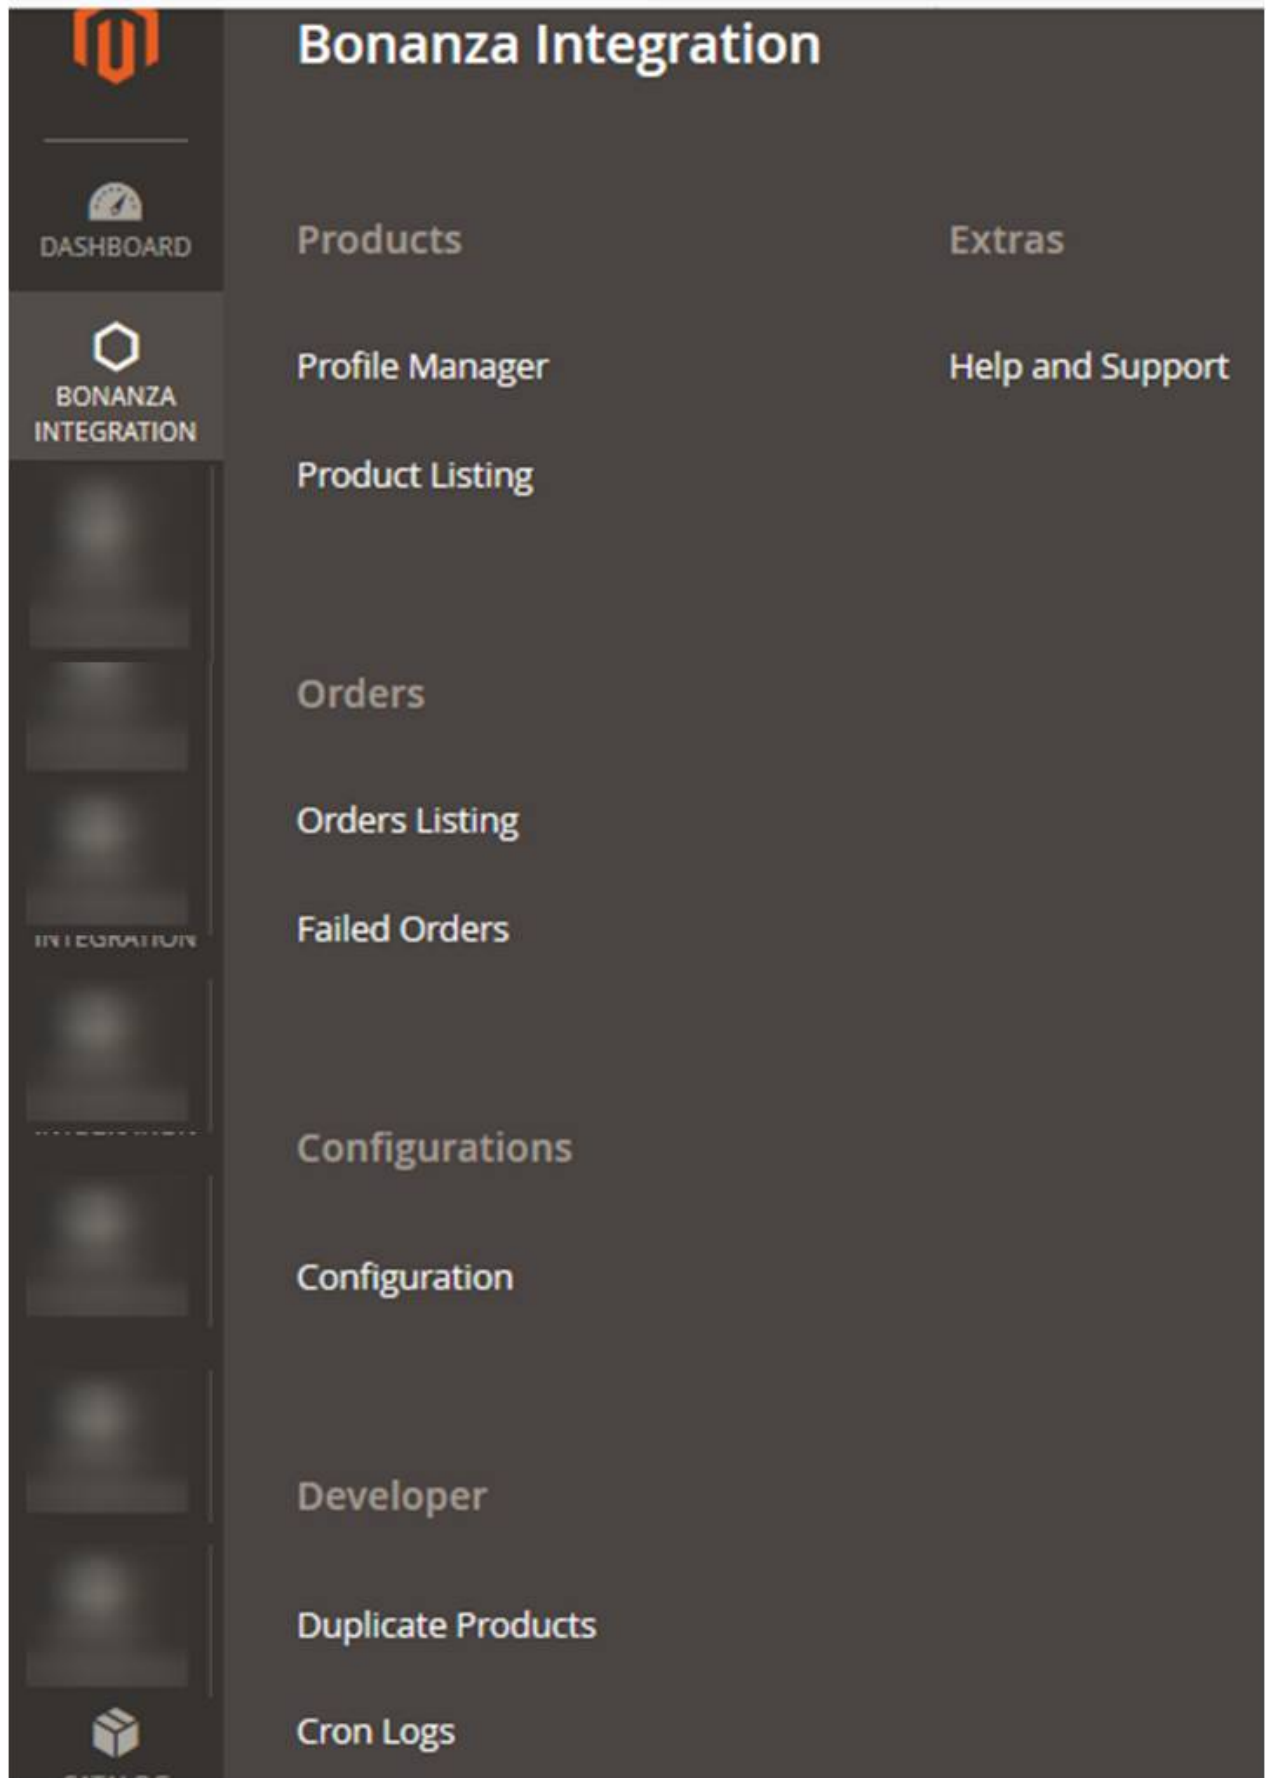 Bonanza Integration
DASHBOARD
BONANZA
INTEGRATION
INTEGRATION
Products
Profile Manager
Product Listing
Orders
Orders Listing
Failed Orders
Configurations
Configuration
Developer
Duplicate Products
Cron Logs
Extras
Help and Support